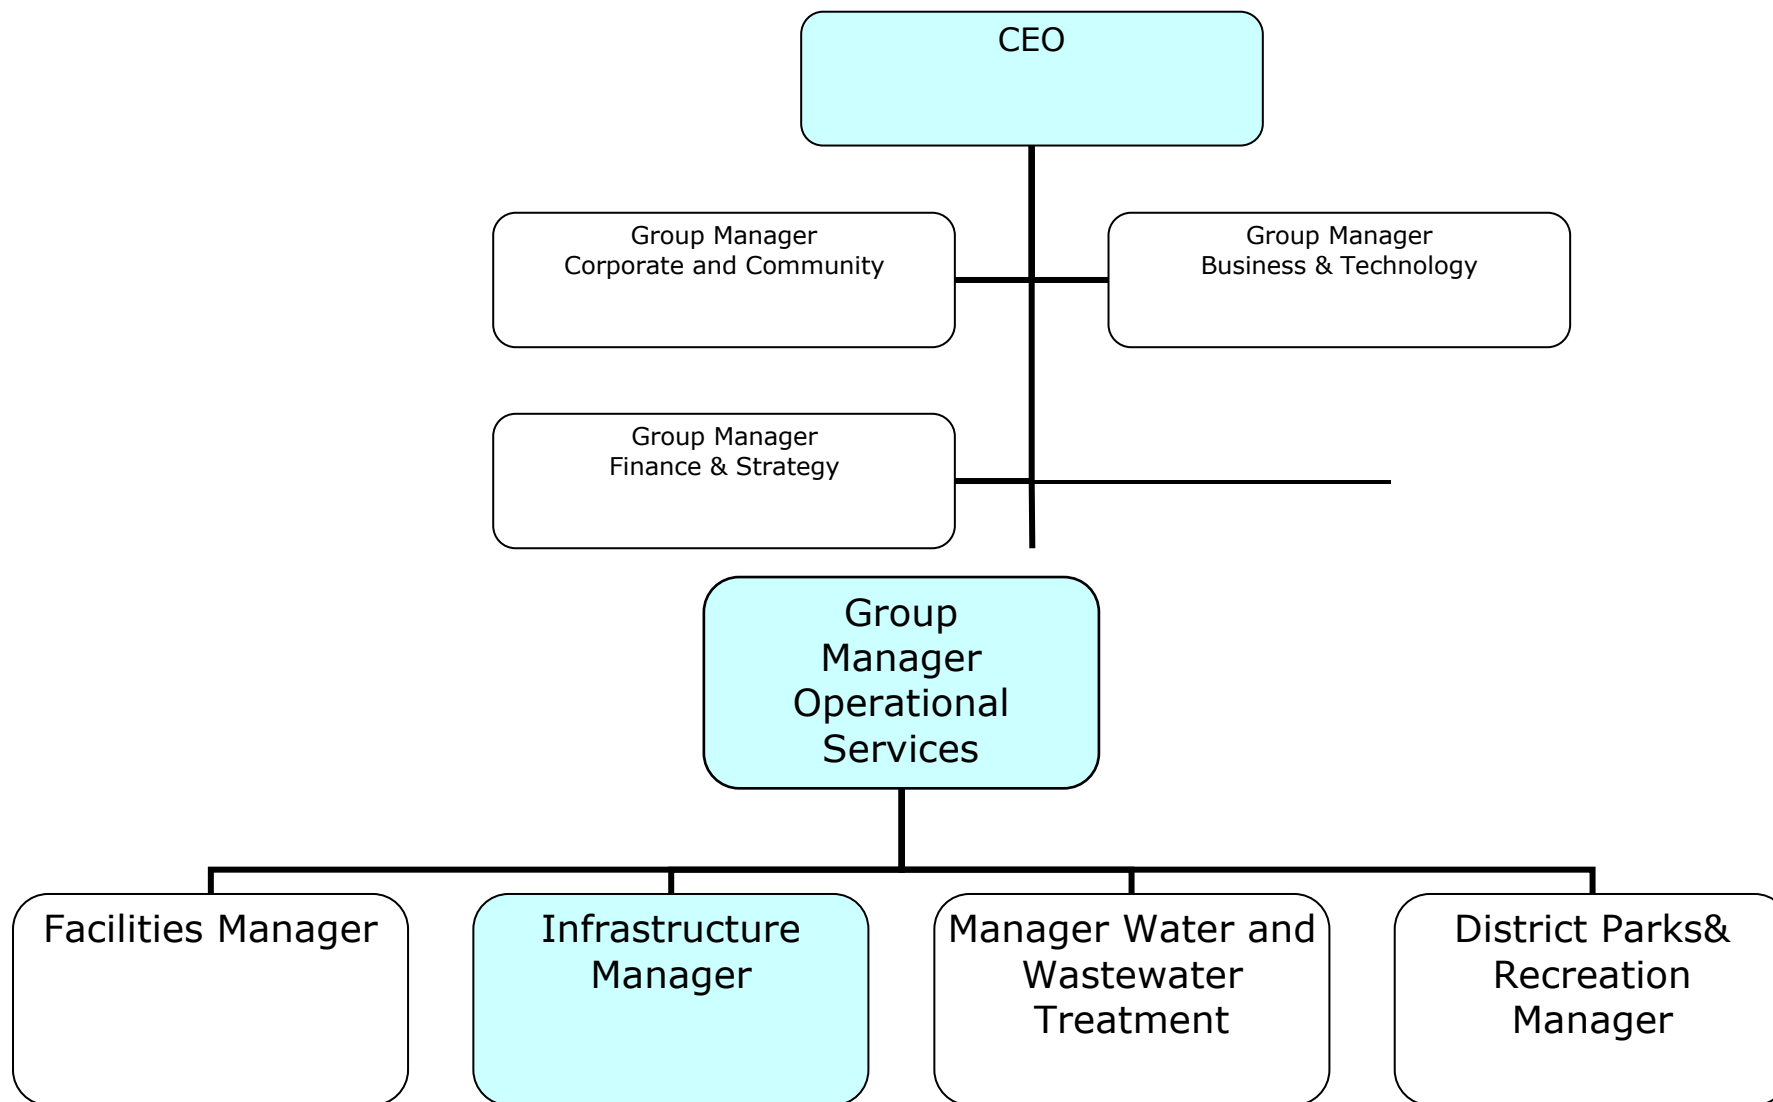 CEO
Group Manager
Corporate and Community
Group Manager
Business & Technology
Group Manager
Finance & Strategy
Group
Manager
Operational
Services
Facilities Manager
Infrastructure
Manager
Manager Water and
Wastewater
Treatment
District Parks&
Recreation
Manager